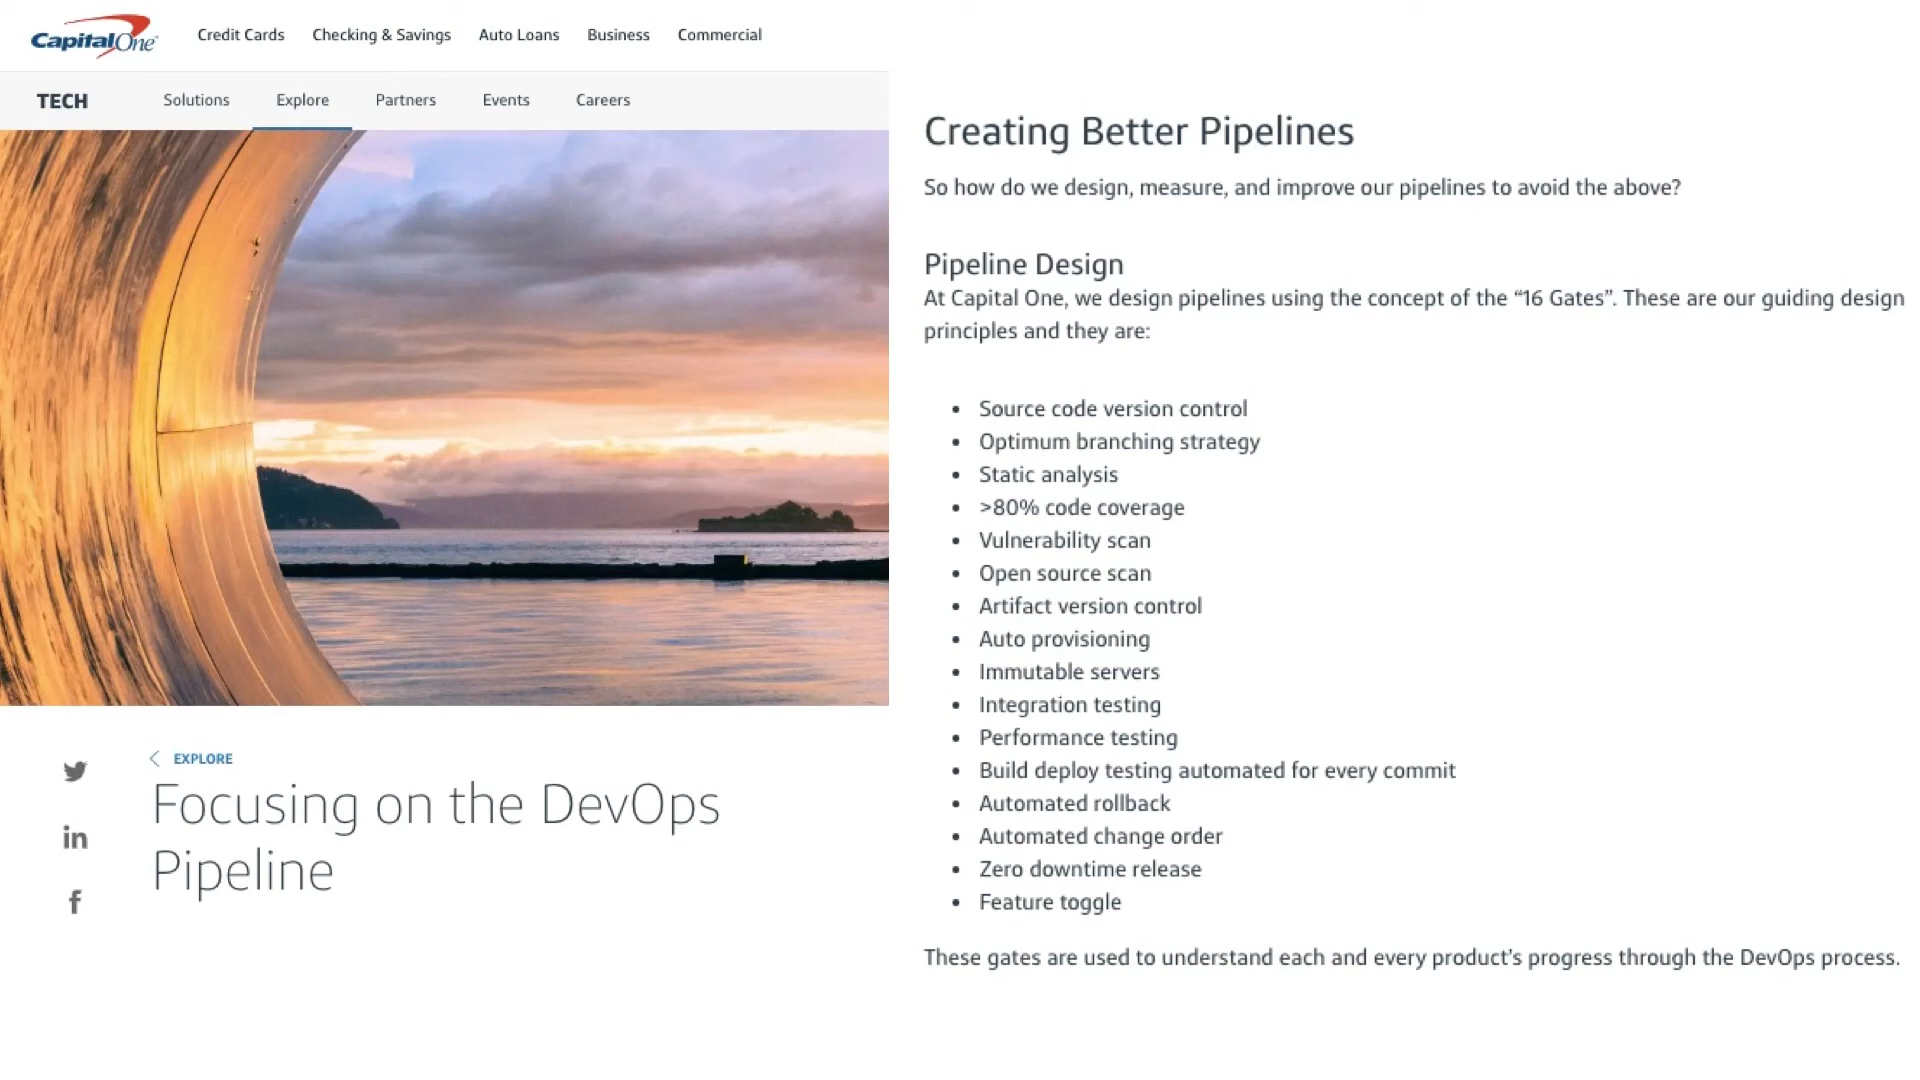 CapitalOne
Credit Cards
Checking & Savings
Auto Loans
Business
Commercial
TECH
Solutions
Explore
Partners
Events
Careers
EXPLORE
Focusing on the DevOps
Pipeline
Creating Better Pipelines
So how do we design, measure, and improve our pipelines to avoid the above?
Pipeline Design
At Capital One, we design pipelines using the concept of the “16 Gates”. These are our guiding design
principles and they are:
• Source code version control
• Optimum branching strategy
• Static analysis
• >80% code coverage
• Vulnerability scan
• Open source scan
• Artifact version control
• Auto provisioning
• Immutable servers
• Integration testing
• Performance testing
• Build deploy testing automated for every commit
• Automated rollback
• Automated change order
• Zero downtime release
• Feature toggle
These gates are used to understand each and every product’s progress through the DevOps process.